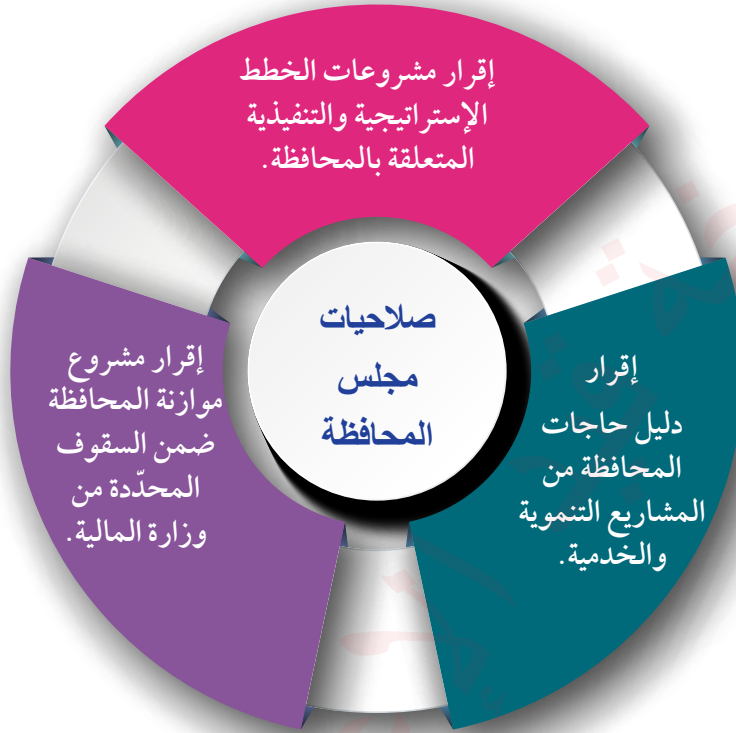 إقرار مشروعات الخطط
الإستراتيجية والتنفيذية
المتعلقة بالمحافظة.
صلاحيات
مجلس
المحافظة
إقرار
دليل حاجات
المحافظة من
المشاريع التنموية
والخدمية.
إقرار مشروع
موازنة المحافظة
ضمن السقوف
المحدّدة من
وزارة المالية.